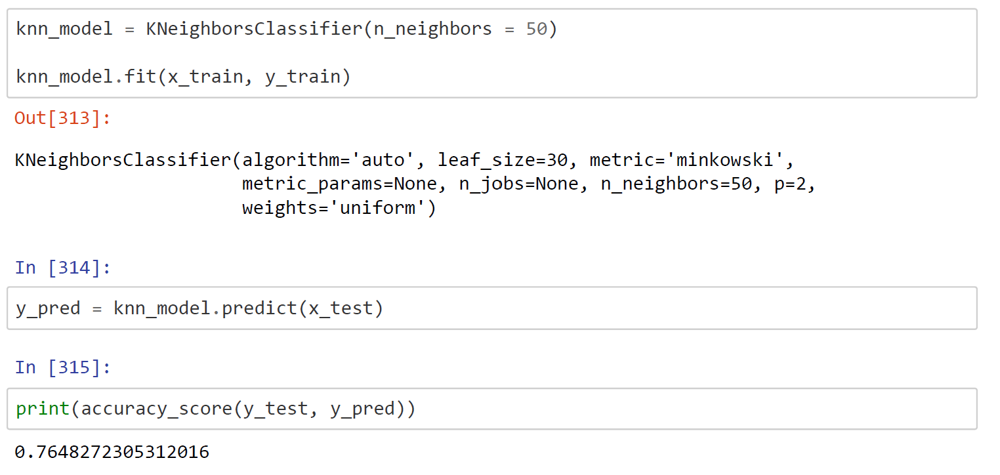 knn_model = KNeighborsClassifier(n_neighbors = 50)
knn_model.fit(x_train, y_train)
Out[313]:
KNeighborsClassifier(algorithm='auto', leaf_size=30, metric='minkowski',
                     metric_params=None, n_jobs=None, n_neighbors=50, p=2,
                     weights='uniform')
In [314]:
y_pred = knn_model.predict(x_test)
In [315]:
print(accuracy_score(y_test, y_pred))
0.7648272305312016